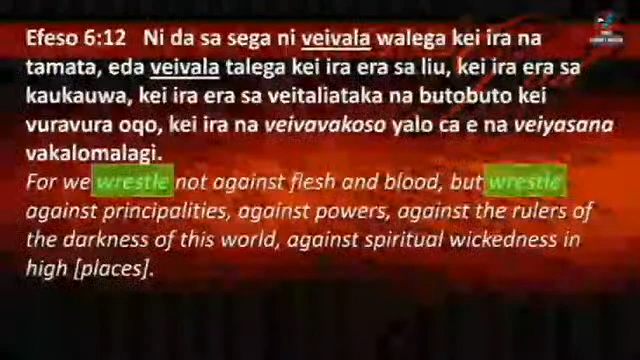 Efeso 6:12 Ni da sa sega ni veivala walega kei ira na
tamata, eda veivala talega kei ira era sa liu, kei ira era sa
kaukauwa, kei ira era sa veitaliataka na butobuto kei
vuravura oqo, kei ira na veivavakoso yalo ca e na veiyasana
vakalomalagi.
For we wrestle not against flesh and blood, but wrestle
against principalities, against powers, against the rulers of
the darkness of this world, against spiritual wickedness in
high [places].